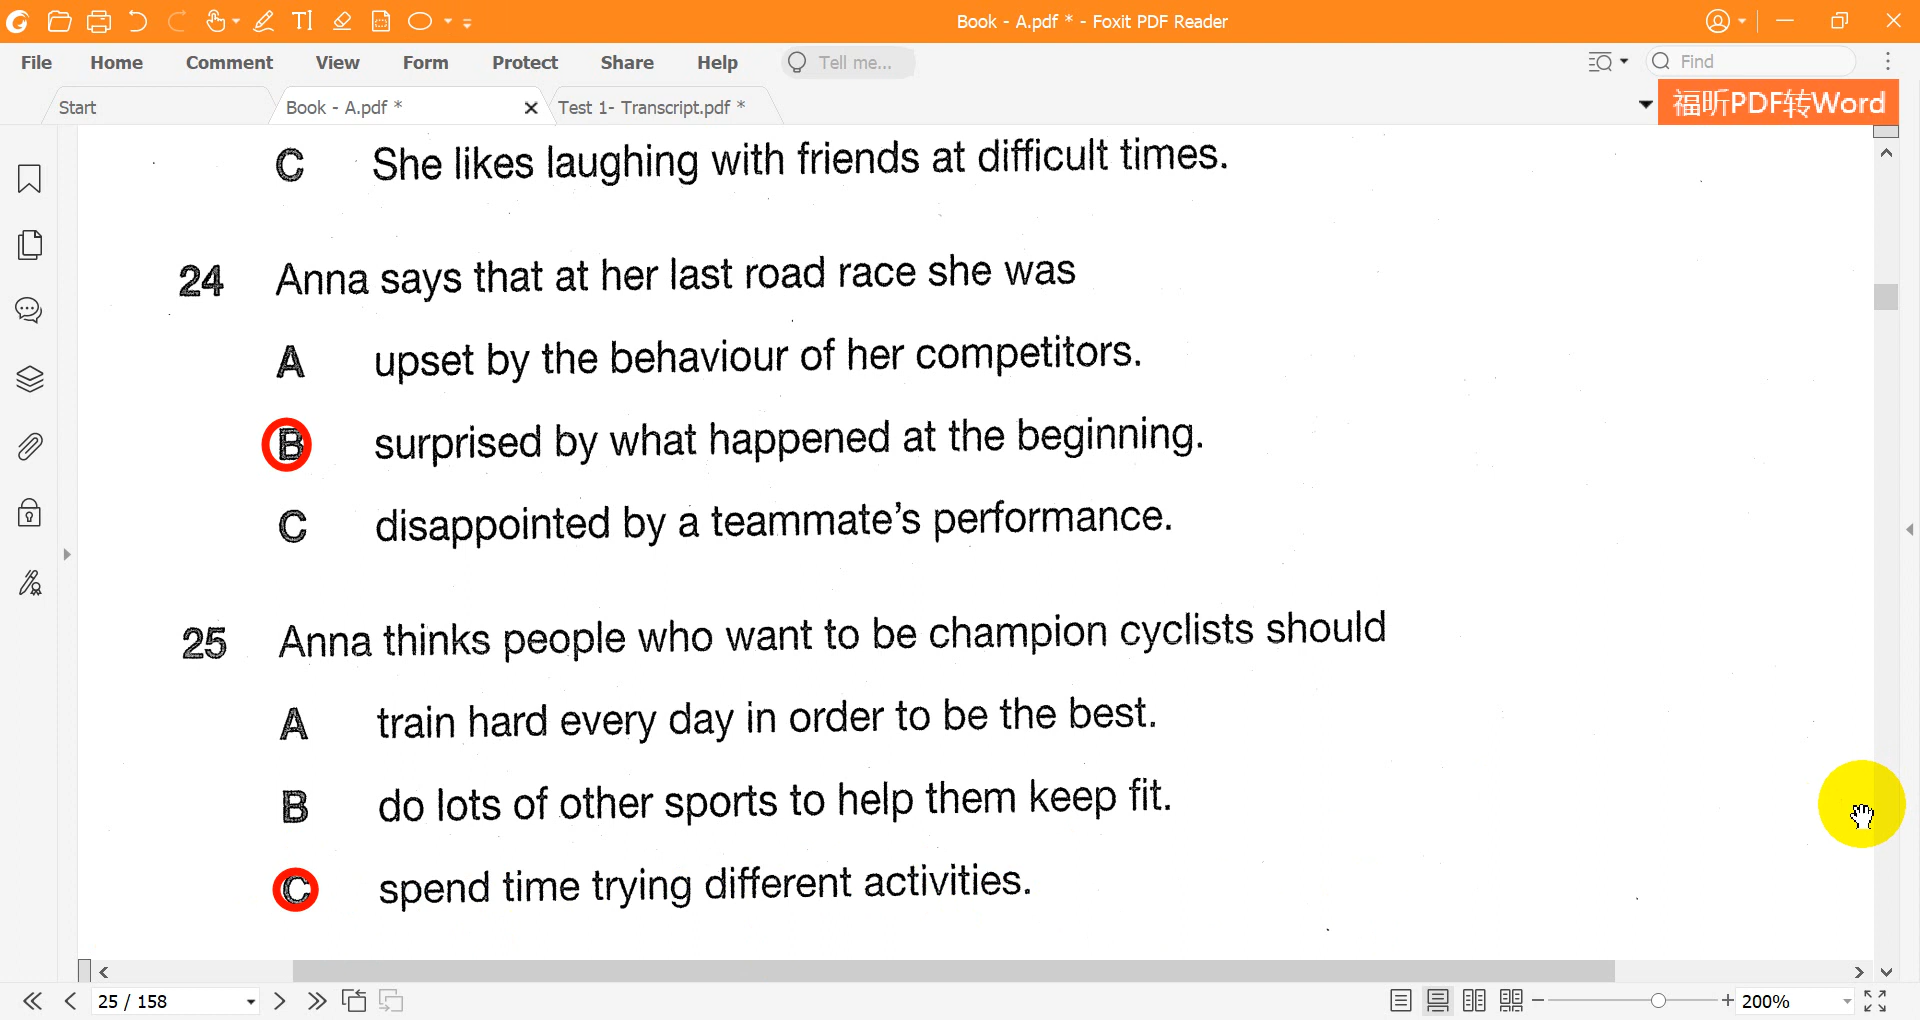 Book - A.pdf * - Foxit PDF Reader
File Home Comment View Form Protect Share Help Tell me... Find
Start Book - A.pdf * Test 1- Transcript.pdf * 福昕PDF转Word
C She likes laughing with friends at difficult times.
24 Anna says that at her last road race she was
A upset by the behaviour of her competitors.
B surprised by what happened at the beginning.
C disappointed by a teammate's performance.
25 Anna thinks people who want to be champion cyclists should
A train hard every day in order to be the best.
B do lots of other sports to help them keep fit.
C spend time trying different activities.
25 / 158 200%